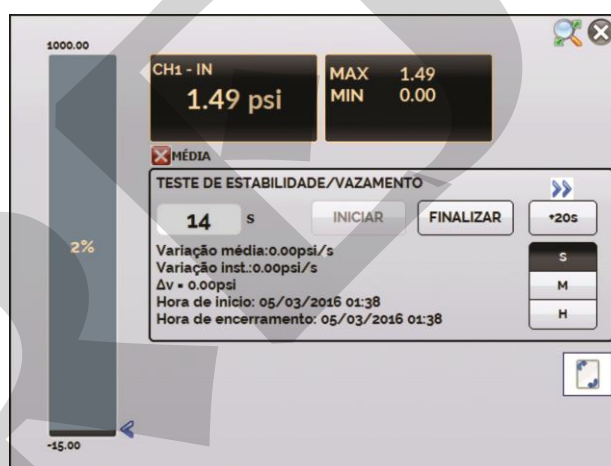 1000.00
CH1 - IN
1.49 psi
MAX 1.49
MIN 0.00
MÉDIA
TESTE DE ESTABILIDADE/VAZAMENTO
14 s INICIAR FINALIZAR +20s
2%
Variação média:0.00psi/s
Variação inst.:0.00psi/s
Δv = 0.00psi
Hora de inicio: 05/03/2016 01:38
Hora de encerramento: 05/03/2016 01:38
S
M
H
-15.00